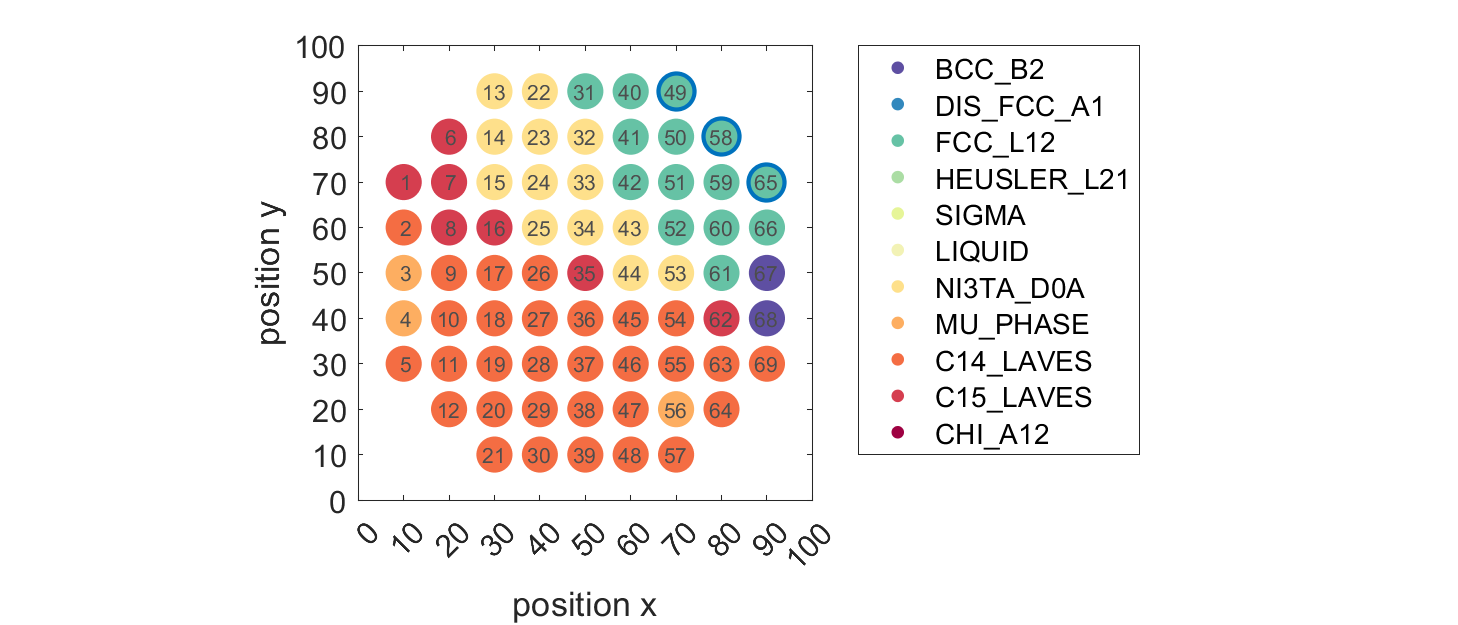 100
90
80
70
60
50
40
30
20
10
0
13 22 31 40 49
6 14 23 32 41 50 58
1 7 15 24 33 42 51 59 65
2 8 16 25 34 43 52 60 66
3 9 17 26 35 44 53 61 67
4 10 18 27 36 45 54 62 68
5 11 19 28 37 46 55 63 69
12 20 29 38 47 56 64
21 30 39 48 57
0 10 20 30 40 50 60 70 80 90 100
position x
position y
BCC_B2
DIS_FCC_A1
FCC_L12
HEUSLER_L21
SIGMA
LIQUID
NI3TA_D0A
MU_PHASE
C14_LAVES
C15_LAVES
CHI_A12